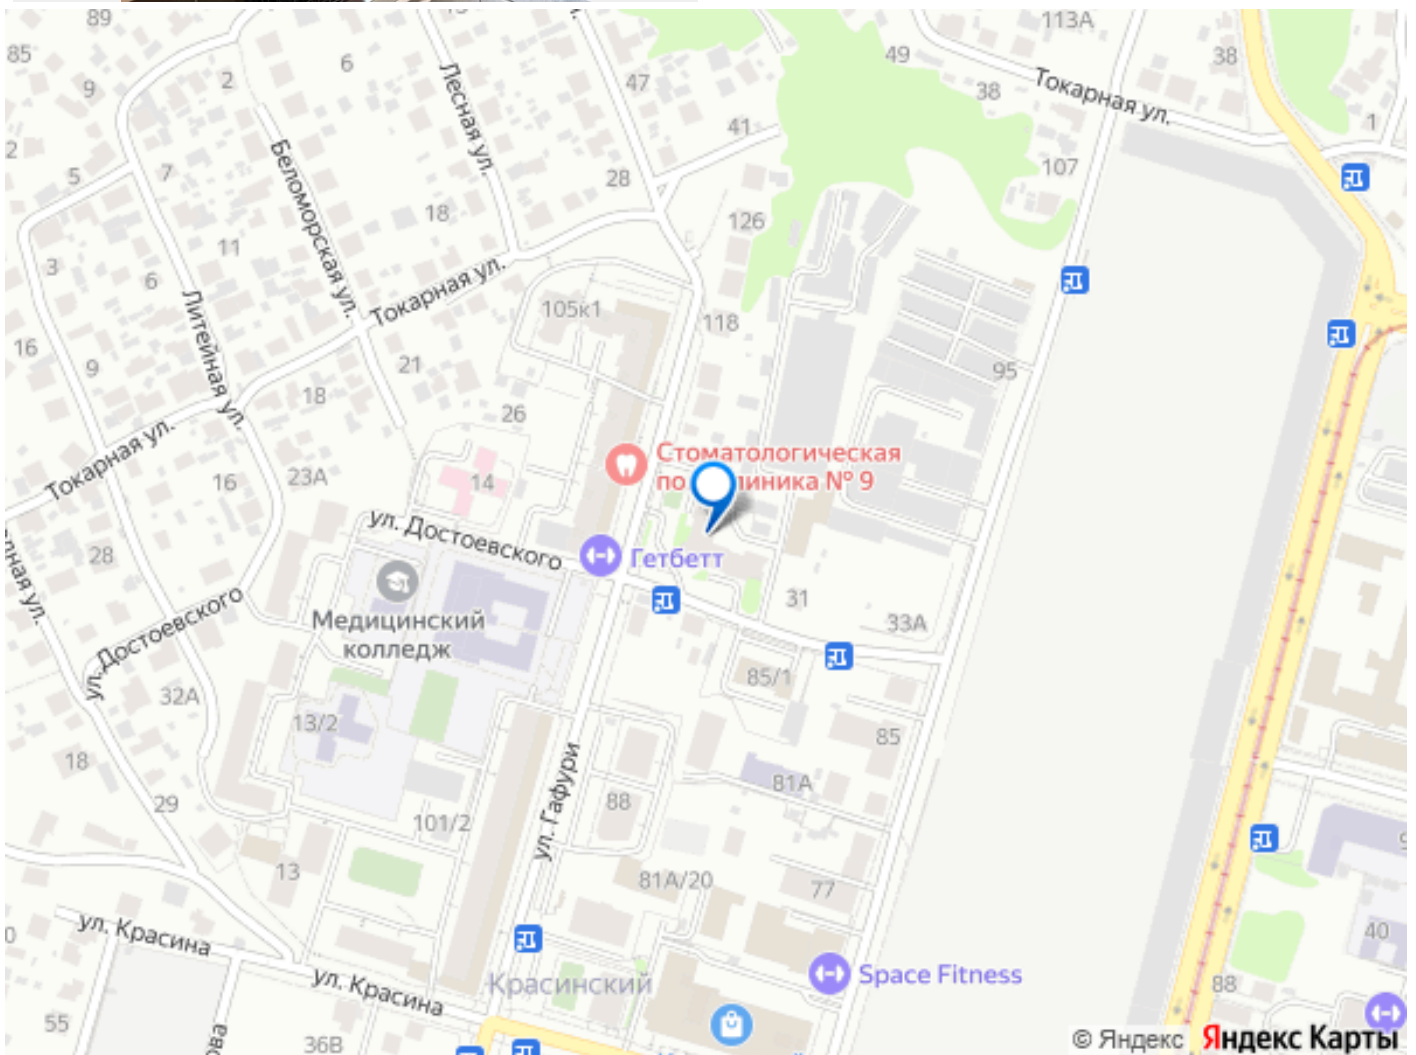 89
113А
85
6
49
38
9
2
47
38
Токарная ул.
Лесная ул.
41
1
2
Беломорская ул.
5
7
28
107
18
126
11
3
6
Литейная ул.
Токарная ул.
105к1
118
16
9
21
95
18
26
Токарная ул.
23А
16
14
Стоматологическая
по иника № 9
ул. Достоевского
28
Гетбетт
31
Медицинский
колледж
33А
ул. Достоевского
85/1
32А
13/2
85
18
81А
ул. Гафури
29
88
101/2
13
81А/20
77
ул. Красина
40
Красинский
Space Fitness
ул. Красина
88
55
36В
© Яндекс Яндекс Карты